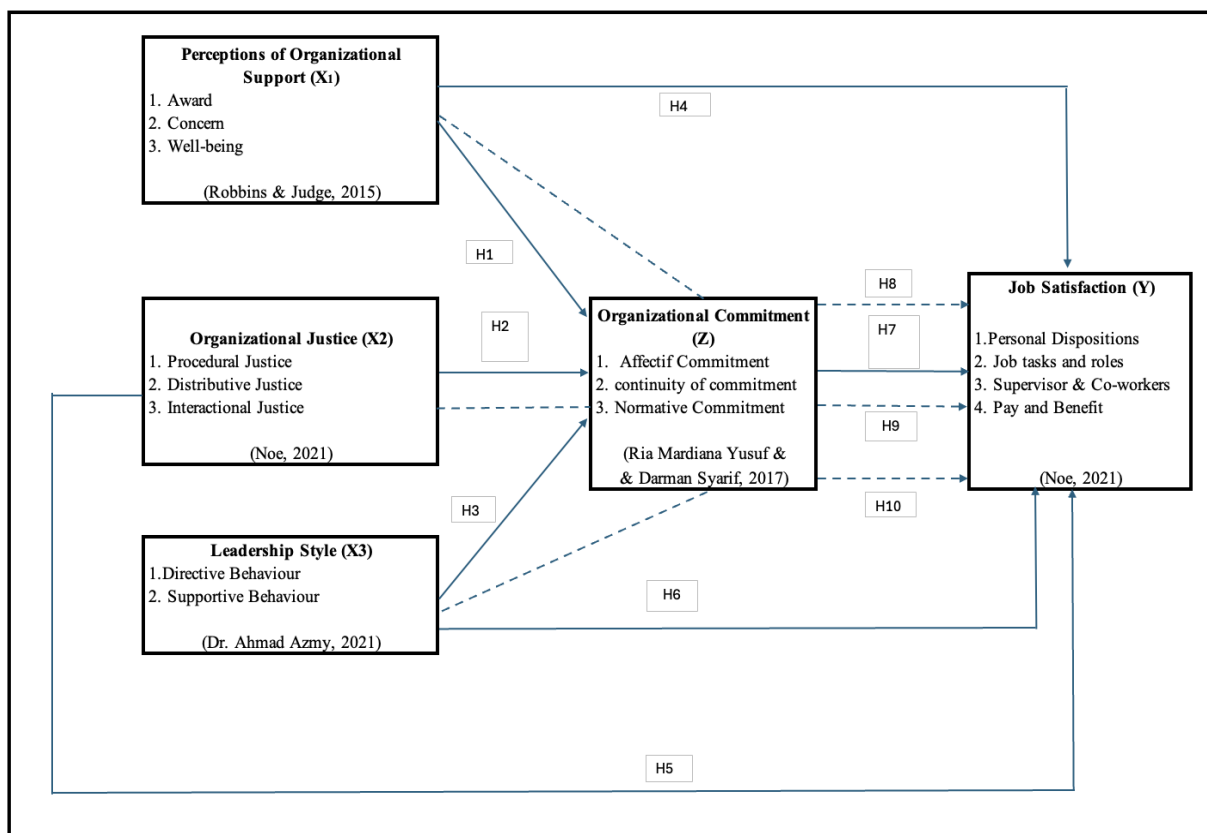 Perceptions of Organizational
Support (X1)
1. Award
2. Concern
3. Well-being
(Robbins & Judge, 2015)
H4
H1
Organizational Justice (X2)
1. Procedural Justice
2. Distributive Justice
3. Interactional Justice
(Noe, 2021)
H2
Organizational Commitment
(Z)
1. Affectif Commitment
2. continuity of commitment
3. Normative Commitment
(Ria Mardiana Yusuf &
& Darman Syarif, 2017)
H8
H7
H9
H10
Job Satisfaction (Y)
1.Personal Dispositions
2. Job tasks and roles
3. Supervisor & Co-workers
4. Pay and Benefit
(Noe, 2021)
H3
Leadership Style (X3)
1.Directive Behaviour
2. Supportive Behaviour
(Dr. Ahmad Azmy, 2021)
H6
H5